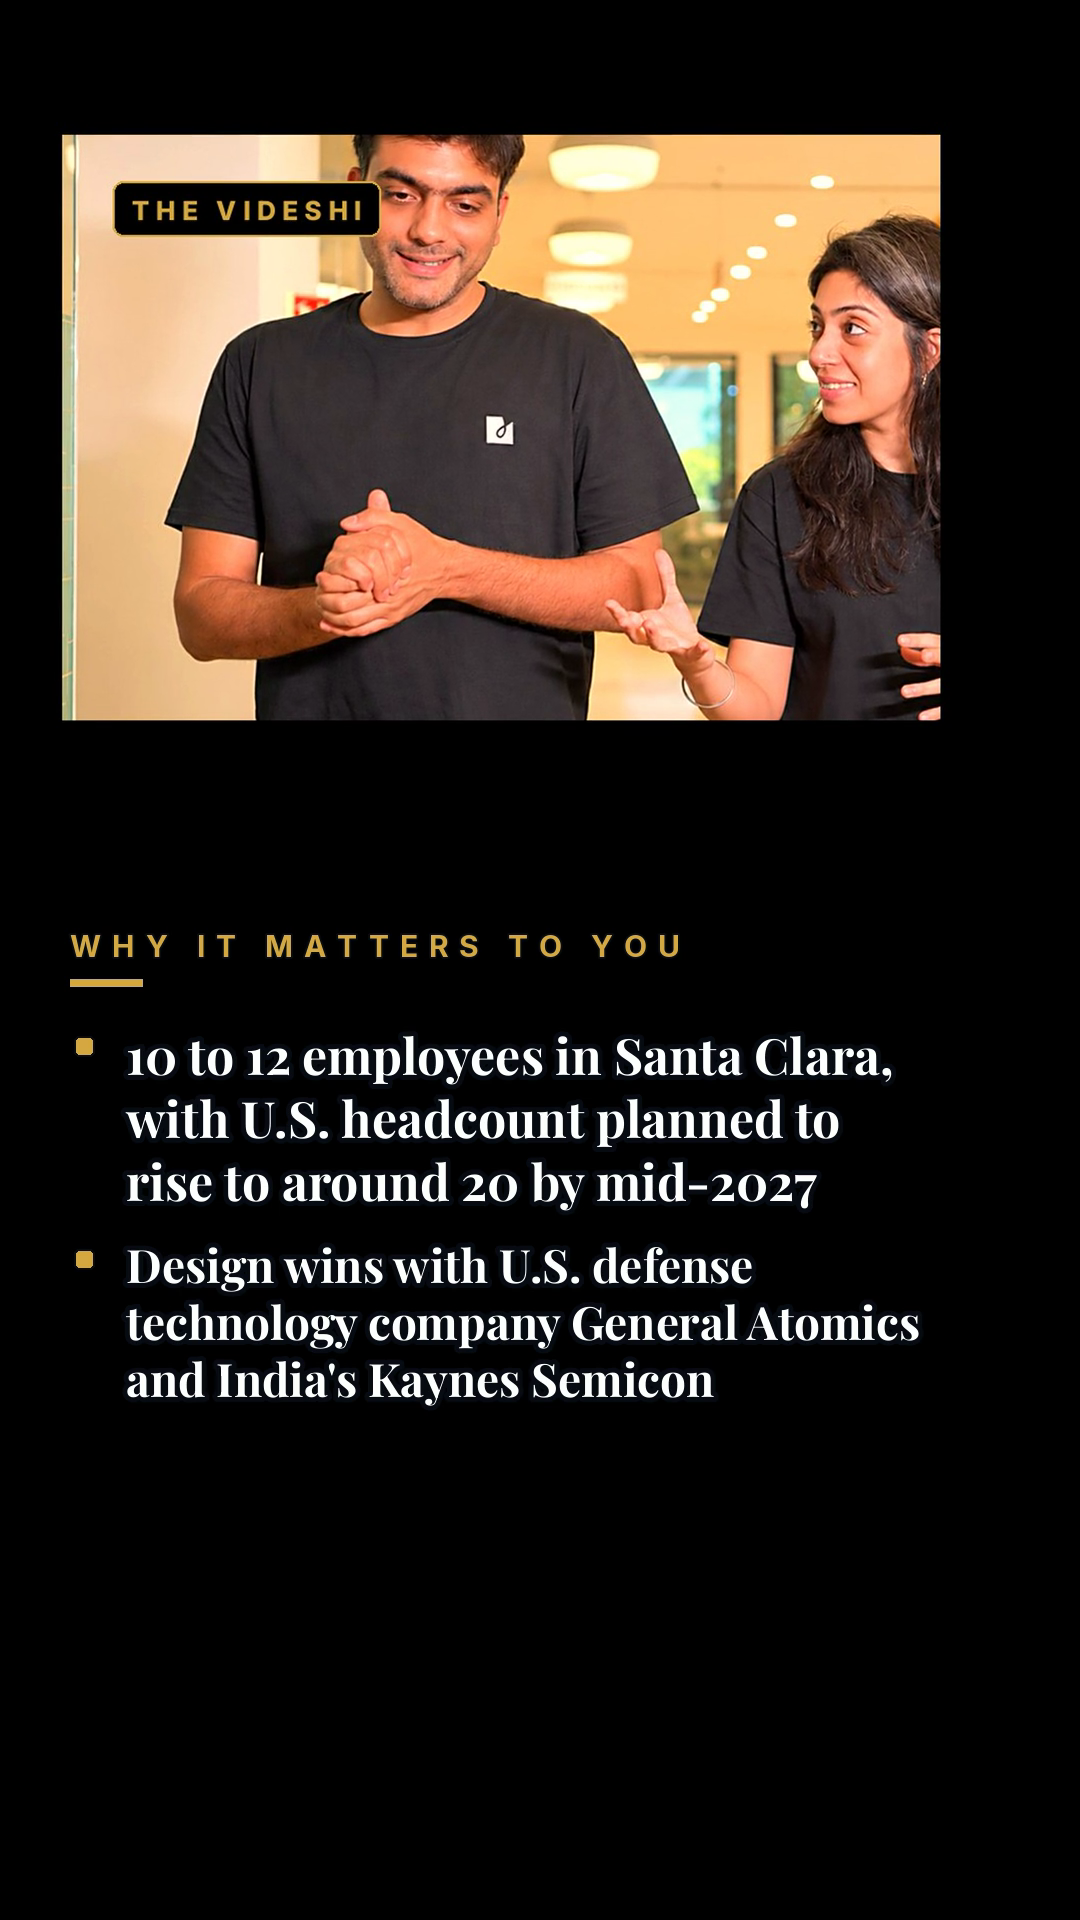 THE VIDESHI
WHY IT MATTERS TO YOU
10 to 12 employees in Santa Clara,
with U.S. headcount planned to
rise to around 20 by mid-2027
Design wins with U.S. defense
technology company General Atomics
and India's Kaynes Semicon